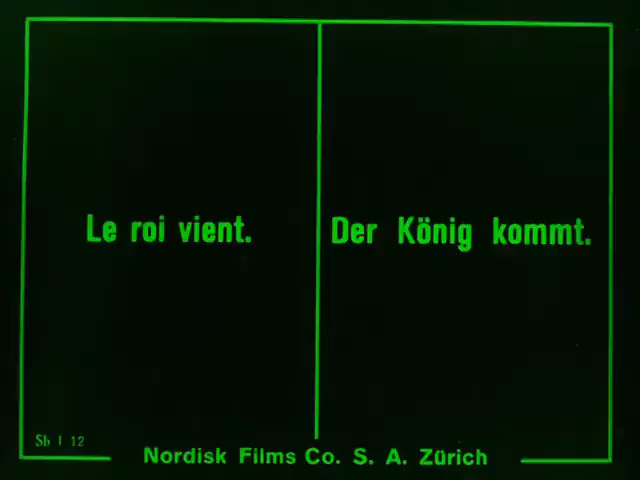 Le roi vient.
Der König kommt.
Sb I 12
Nordisk Films Co. S. A. Zürich